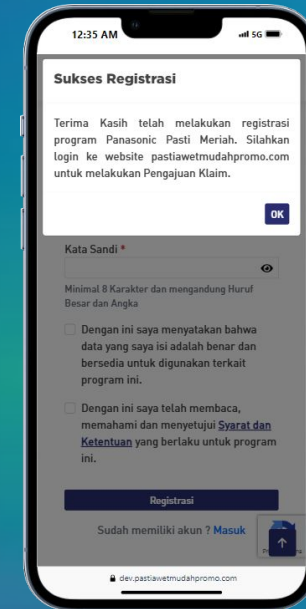 12:35 AM
5G
Sukses Registrasi
Terima Kasih telah melakukan registrasi
program Panasonic Pasti Meriah. Silahkan
login ke website pastiawetmudahpromo.com
untuk melakukan Pengajuan Klaim.
OK
Kata Sandi *
Minimal 8 Karakter dan mengandung Huruf
Besar dan Angka
Dengan ini saya menyatakan bahwa
data yang saya isi adalah benar dan
bersedia untuk digunakan terkait
program ini.
Dengan ini saya telah membaca,
memahami dan menyetujui Syarat dan
Ketentuan yang berlaku untuk program
ini.
Registrasi
Sudah memiliki akun ? Masuk
dev.pastiawetmudahpromo.com